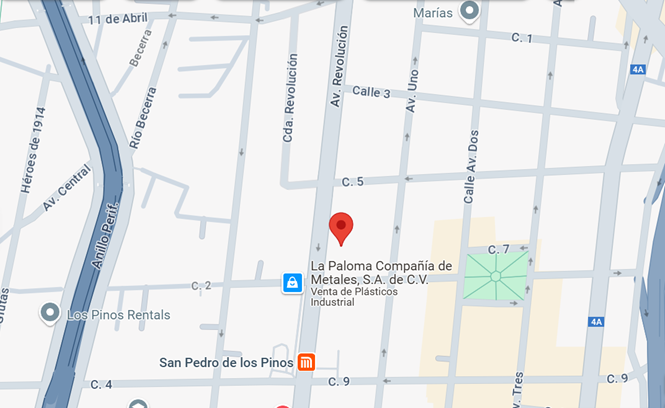 Marías
11 de Abril
Becerra
Av. Revolución
C. 1
4A
Cda. Revolución
Av. Uno
Calle 3
Río Becerra
Héroes de 1914
Calle Av. Dos
Av. Central
C. 5
Anillo Perif.
C. 7
La Paloma Compañía de
Metales, S.A. de C.V.
Venta de Plásticos
Industrial
C. 2
Los Pinos Rentals
4A
San Pedro de los Pinos
C. 4
C. 9
C. 9
v. Tres